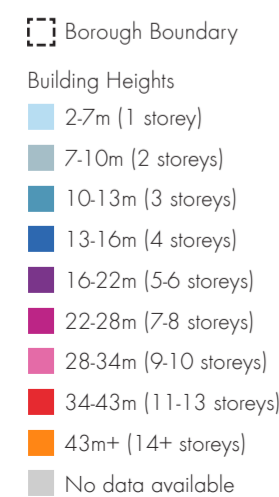 Borough Boundary
Building Heights
2-7m (1 storey)
7-10m (2 storeys)
10-13m (3 storeys)
13-16m (4 storeys)
16-22m (5-6 storeys)
22-28m (7-8 storeys)
28-34m (9-10 storeys)
34-43m (11-13 storeys)
43m+ (14+ storeys)
No data available